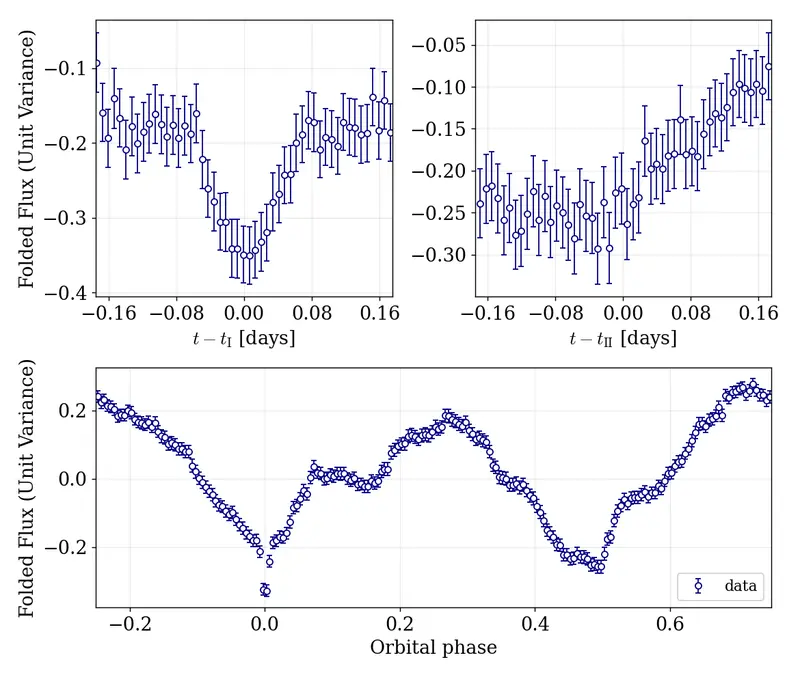 Folded Flux (Unit Variance)
−0.1
−0.2
−0.3
−0.4
−0.16 −0.08 0.00 0.08 0.16
t − tI [days]
−0.05
−0.10
−0.15
−0.20
−0.25
−0.30
−0.16 −0.08 0.00 0.08 0.16
t − tII [days]
Folded Flux (Unit Variance)
0.2
0.0
−0.2
−0.2 0.0 0.2 0.4 0.6
Orbital phase
data